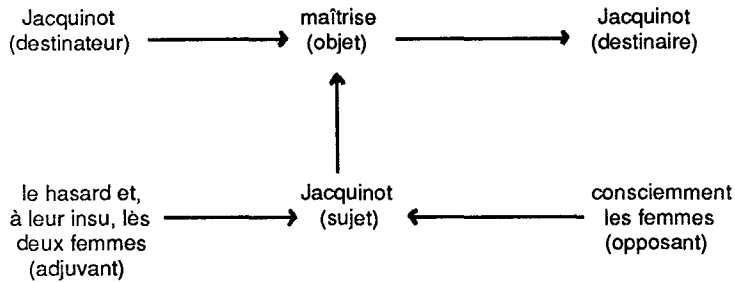 Jacquinot
(destinateur)
maîtrise
(objet)
Jacquinot
(destinaire)
le hasard et,
à leur insu, lès
deux femmes
(adjuvant)
Jacquinot
(sujet)
consciemment
les femmes
(opposant)